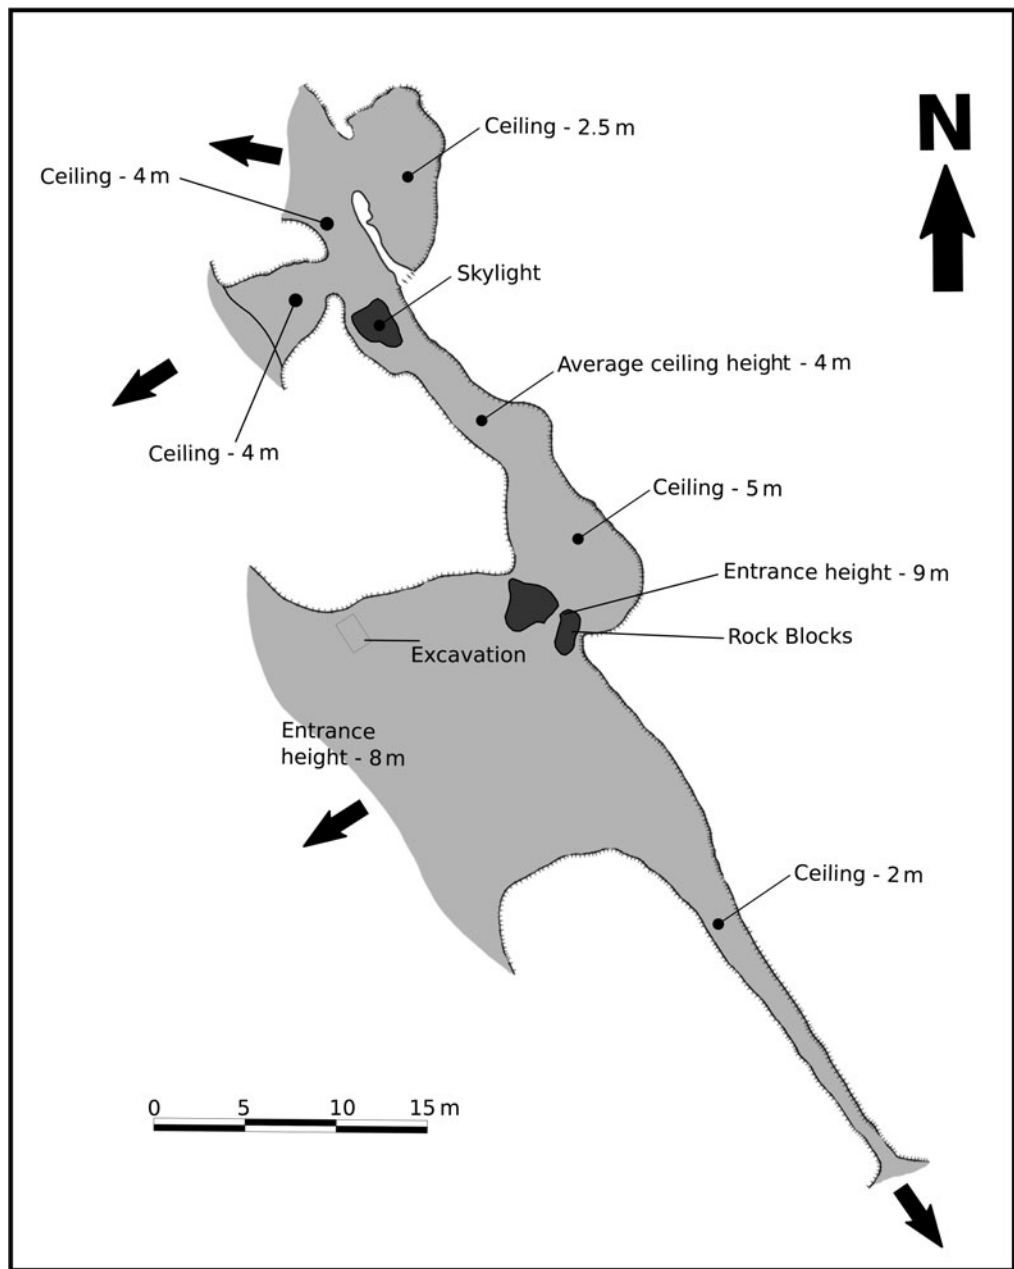 N
Ceiling - 2.5 m
Ceiling - 4 m
Skylight
Average ceiling height - 4 m
Ceiling - 4 m
Ceiling - 5 m
Entrance height - 9 m
Rock Blocks
Excavation
Entrance
height - 8 m
Ceiling - 2 m
0 5 10 15 m